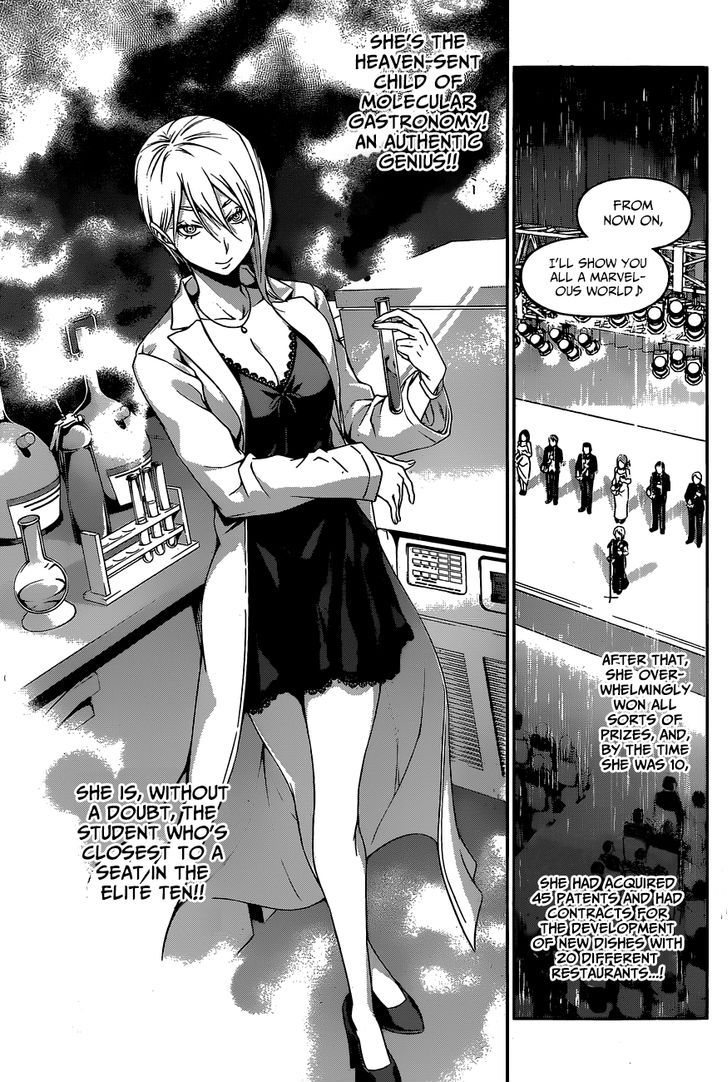 FROM
NOW ON,
I'LL SHOW YOU
ALL A MARVEL-
OUS WORLD♪
AFTER THAT,
SHE OVER-
WHELMINGLY
WON ALL
SORTS OF
PRIZES, AND,
BY THE TIME
SHE WAS 10,
SHE HAD ACQUIRED
45 PATENTS AND HAD
CONTRACTS FOR
THE DEVELOPMENT
OF NEW DISHES WITH
20 DIFFERENT
RESTAURANTS...!
SHE'S THE
HEAVEN-SENT
CHILD OF
MOLECULAR
GASTRONOMY!
AN AUTHENTIC
GENIUS!!
SHE IS, WITHOUT
A DOUBT, THE
STUDENT WHO'S
CLOSEST TO A
SEAT IN THE
ELITE TEN!!